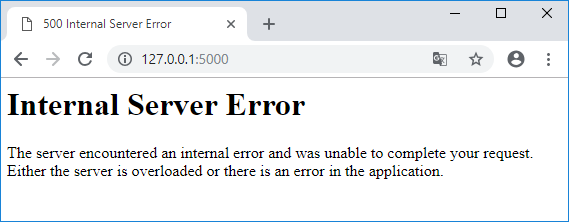 500 Internal Server Error
127.0.0.1:5000
Internal Server Error
The server encountered an internal error and was unable to complete your request.
Either the server is overloaded or there is an error in the application.